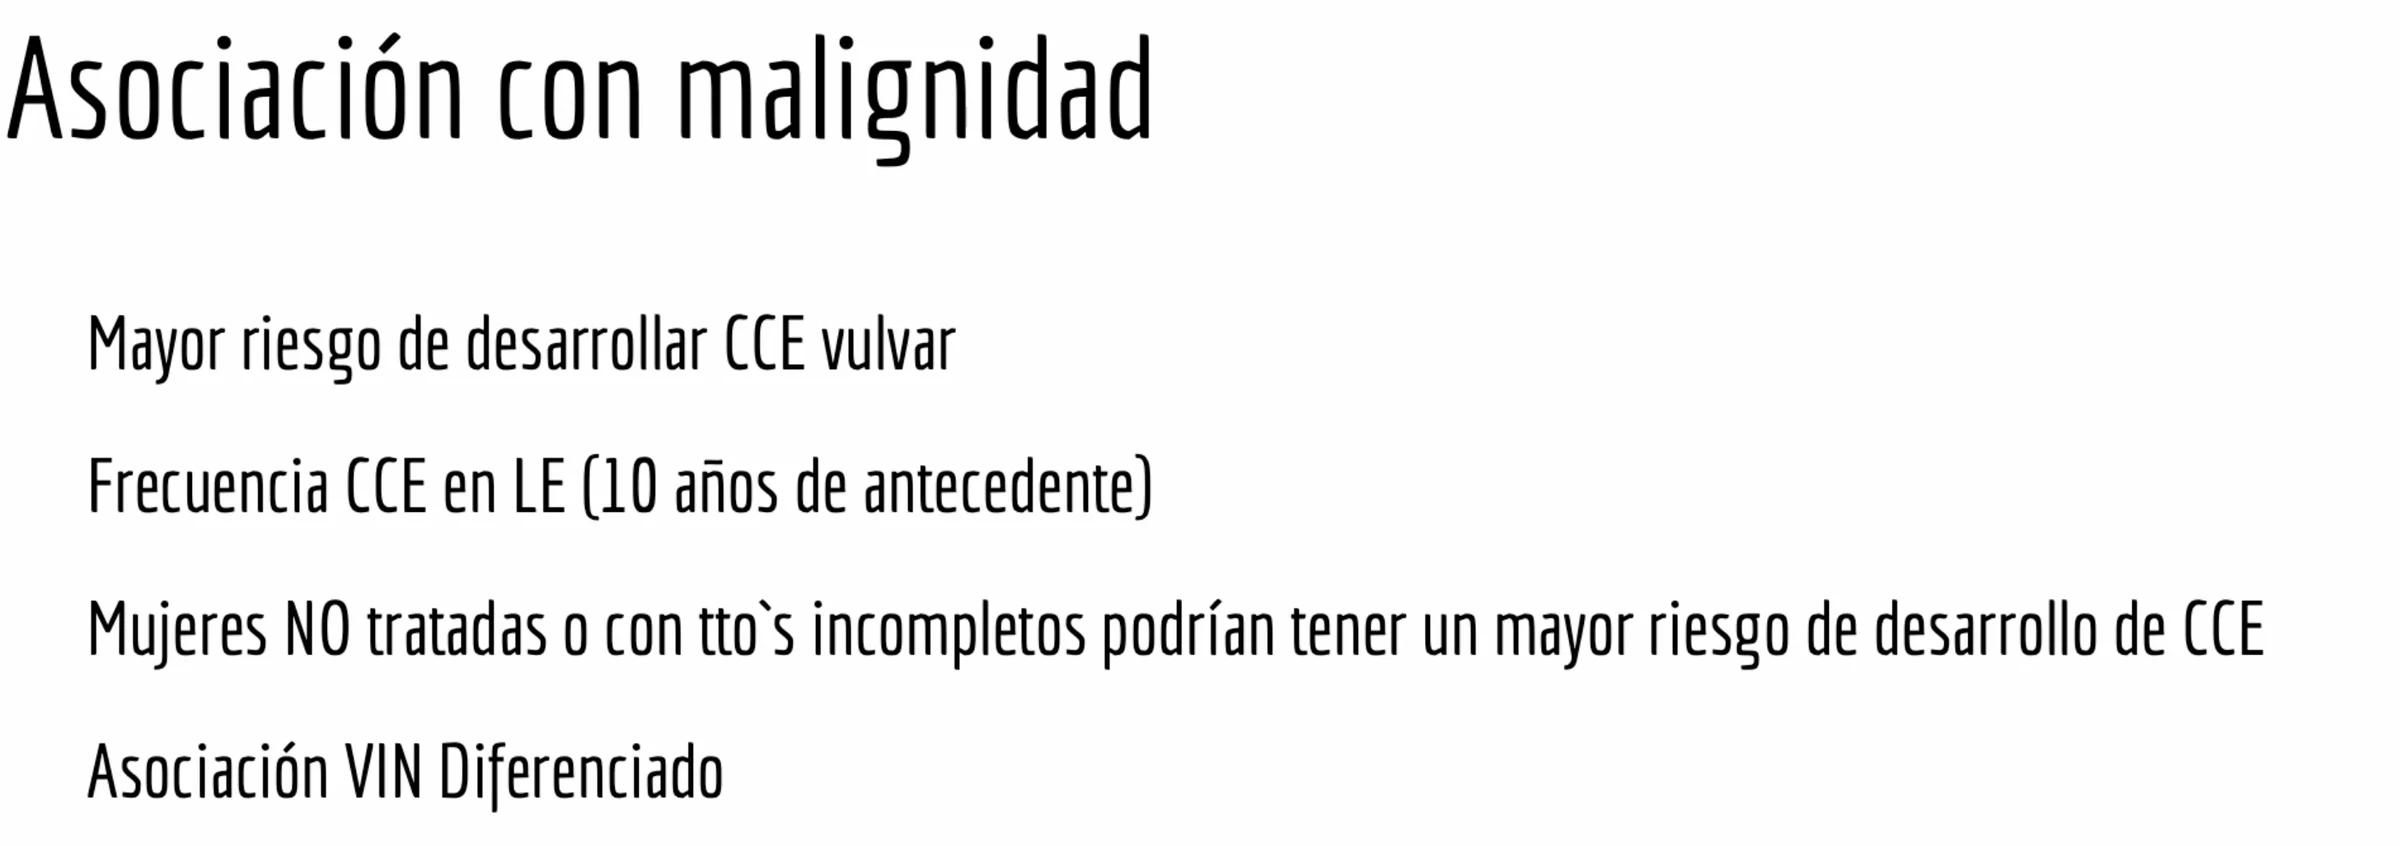 Asociación con malignidad
Mayor riesgo de desarrollar CCE vulvar
Frecuencia CCE en LE (10 años de antecedente)
Mujeres NO tratadas o con tto`s incompletos podrían tener un mayor riesgo de desarrollo de CCE
Asociación VIN Diferenciado